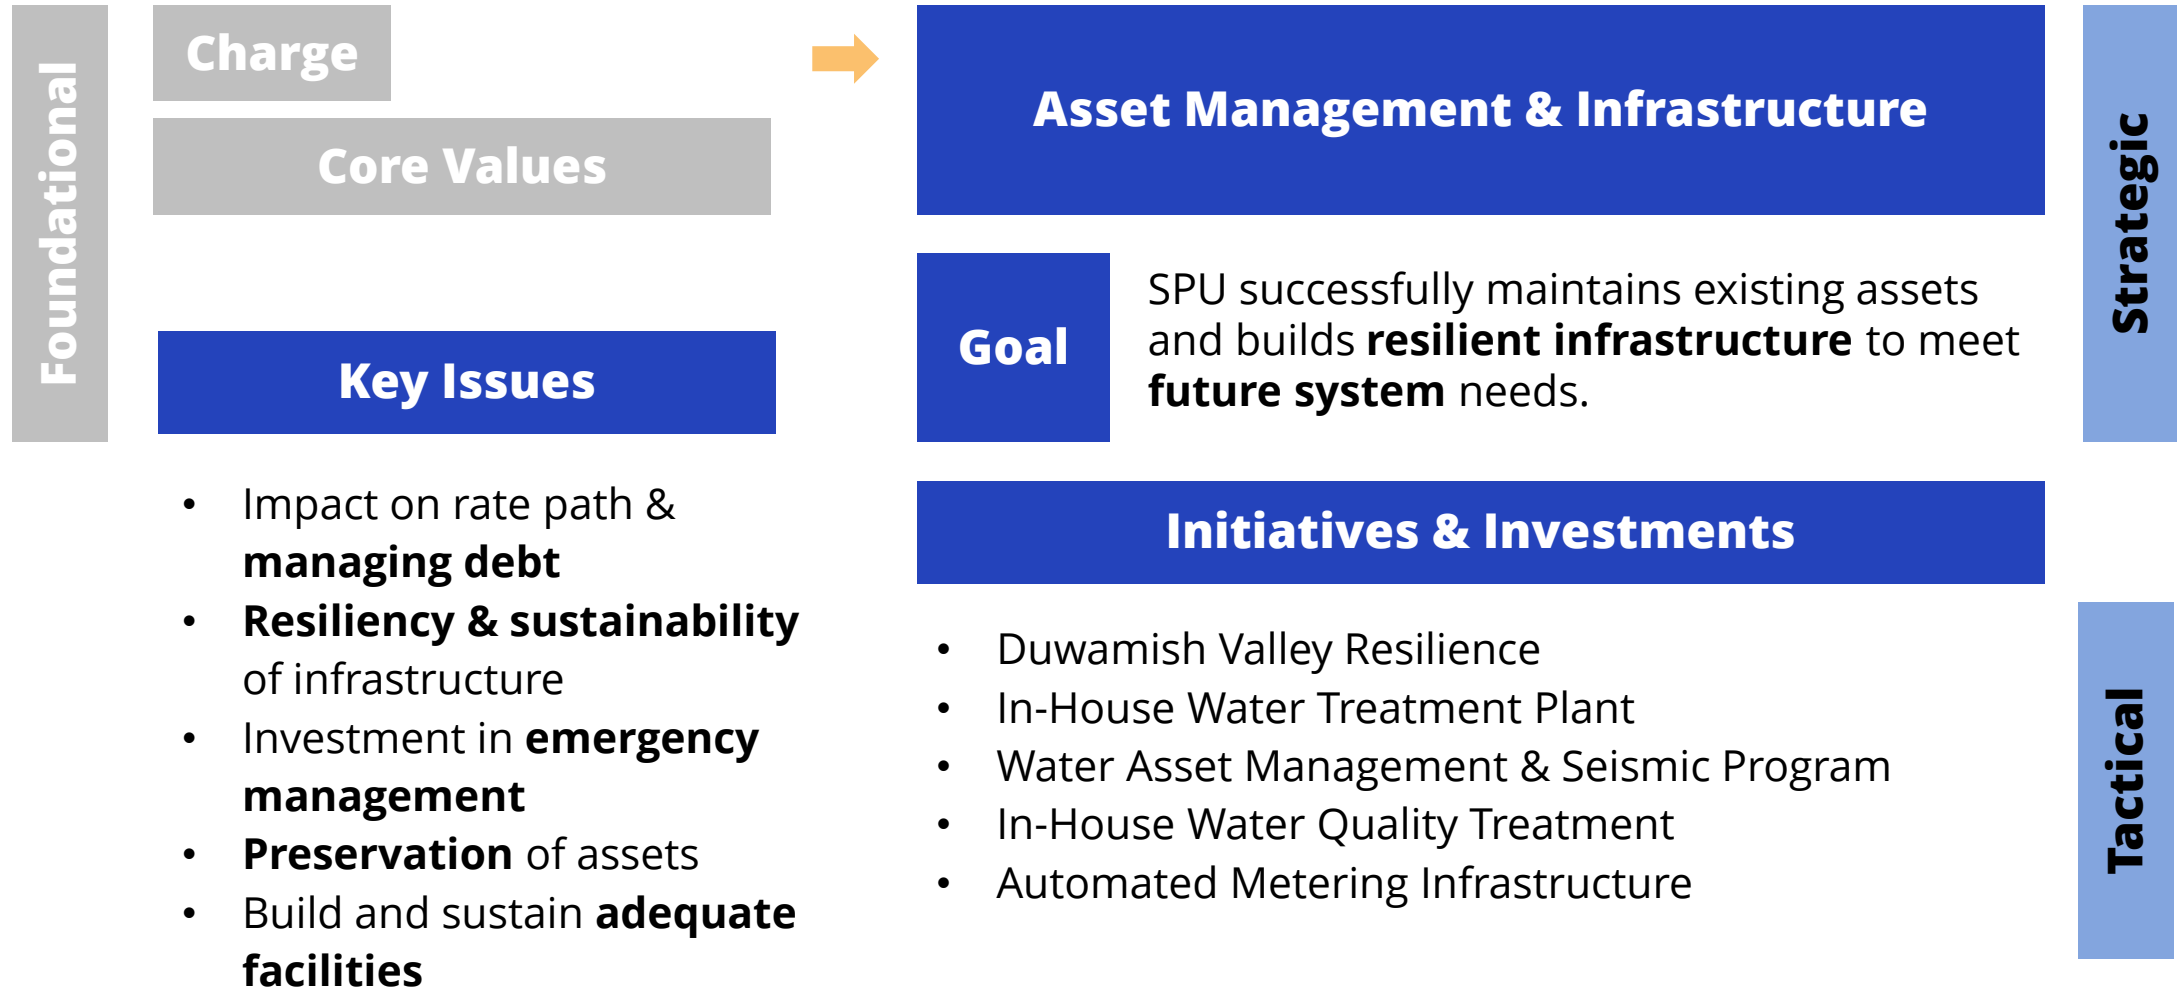 Foundational
Charge
Core Values
Key Issues
• Impact on rate path &
managing debt
• Resiliency & sustainability
of infrastructure
• Investment in emergency
management
• Preservation of assets
• Build and sustain adequate
facilities
Asset Management & Infrastructure
Goal
SPU successfully maintains existing assets
and builds resilient infrastructure to meet
future system needs.
Initiatives & Investments
• Duwamish Valley Resilience
• In-House Water Treatment Plant
• Water Asset Management & Seismic Program
• In-House Water Quality Treatment
• Automated Metering Infrastructure
Strategic
Tactical